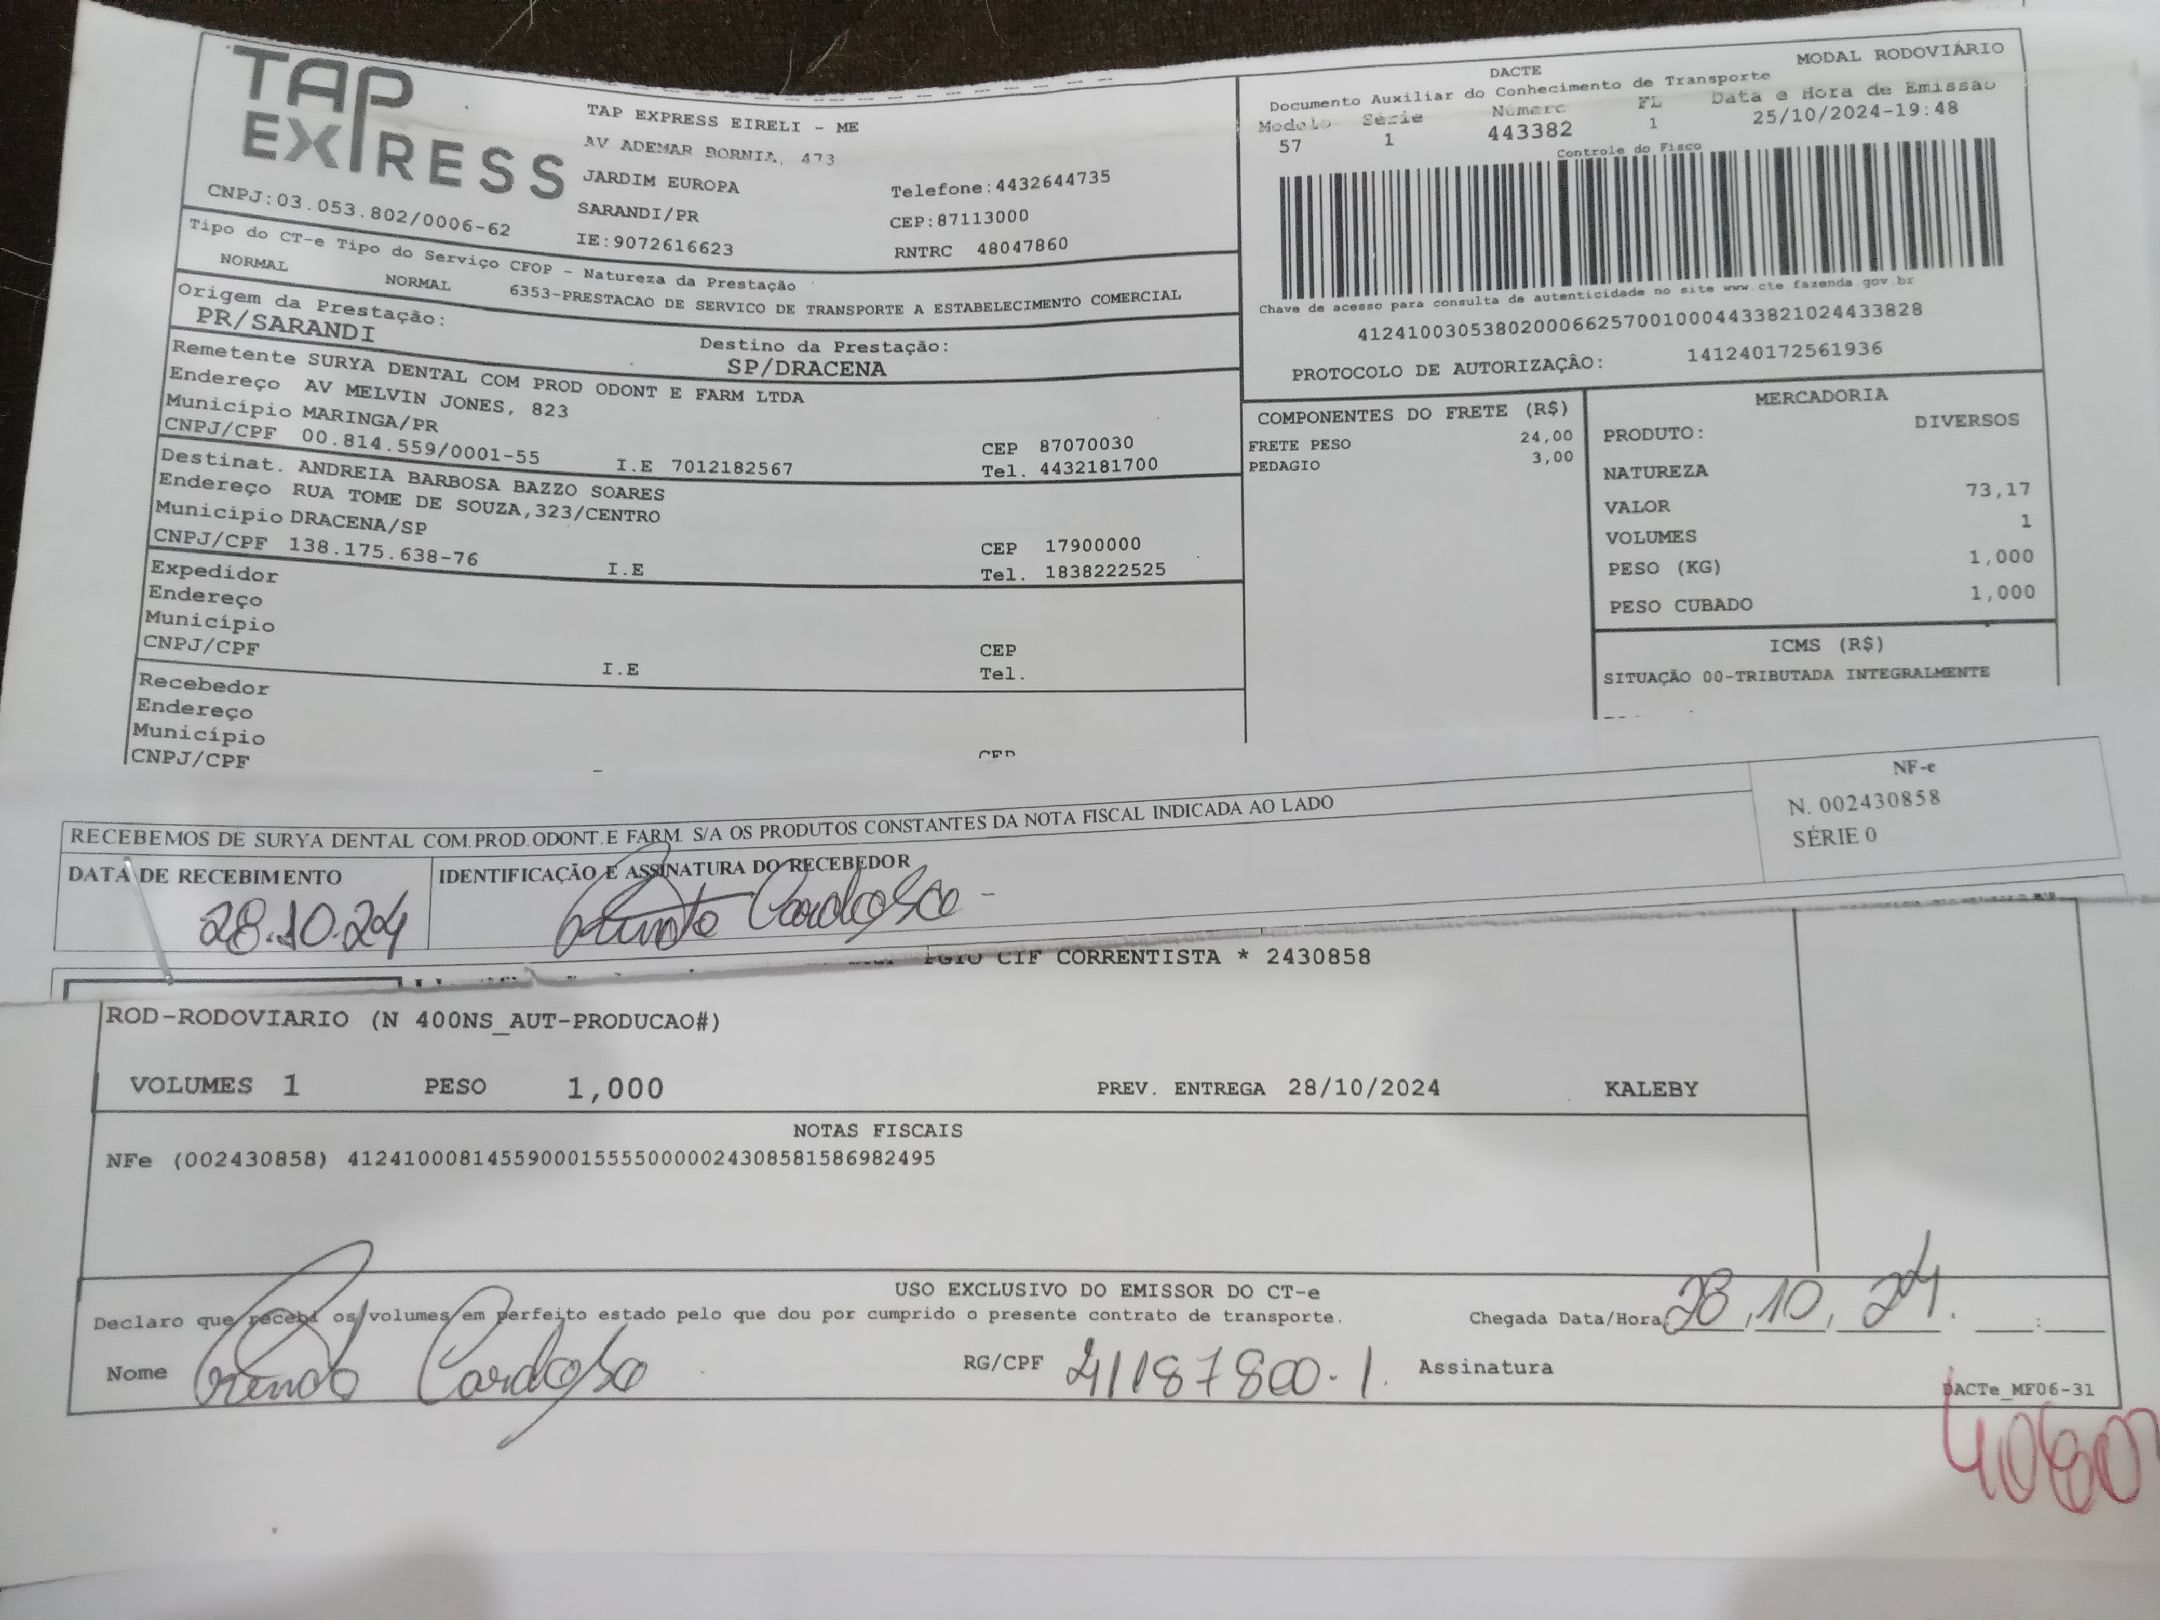 TAP
EXPRESS
CNPJ:03.053.802/0006-62
TAP EXPRESS EIRELI - ME
AV ADEMAR BORNIA, 473
JARDIM EUROPA
SARANDI/PR
IE:9072616623
Telefone:4432644735
CEP:87113000
RNTRC 48047860
MODAL RODOVIÁRIO
DACTE
Documento Auxiliar do Conhecimento de Transporte
Modelo Série Número FL Data e Hora de Emissão
57 1 443382 1 25/10/2024-19:48
Controle do Fisco
Chave de acesso para consulta de autenticidade no site www.cte.fazenda.gov.br
41241003053802000662570010004433821024433828
PROTOCOLO DE AUTORIZAÇÃO: 141240172561936
Tipo do CT-e Tipo do Serviço CFOP - Natureza da Prestação
NORMAL NORMAL 6353-PRESTACAO DE SERVICO DE TRANSPORTE A ESTABELECIMENTO COMERCIAL
Origem da Prestação: Destino da Prestação:
PR/SARANDI SP/DRACENA
Remetente SURYA DENTAL COM PROD ODONT E FARM LTDA
Endereço AV MELVIN JONES, 823
Município MARINGA/PR CEP 87070030
CNPJ/CPF 00.814.559/0001-55 I.E 7012182567 Tel. 4432181700
Destinat. ANDREIA BARBOSA BAZZO SOARES
Endereço RUA TOME DE SOUZA,323/CENTRO
Município DRACENA/SP CEP 17900000
CNPJ/CPF 138.175.638-76 I.E Tel. 1838222525
Expedidor
Endereço
Município CEP
CNPJ/CPF I.E Tel.
Recebedor
Endereço
Município
CNPJ/CPF CEP
COMPONENTES DO FRETE (R$)
FRETE PESO 24,00
PEDAGIO 3,00
MERCADORIA
PRODUTO: DIVERSOS
NATUREZA
VALOR 73,17
VOLUMES 1
PESO (KG) 1,000
PESO CUBADO 1,000
ICMS (R$)
SITUAÇÃO 00-TRIBUTADA INTEGRALMENTE
RECEBEMOS DE SURYA DENTAL COM.PROD.ODONT.E FARM. S/A OS PRODUTOS CONSTANTES DA NOTA FISCAL INDICADA AO LADO
NF-e
N. 002430858
SÉRIE 0
DATA DE RECEBIMENTO IDENTIFICAÇÃO E ASSINATURA DO RECEBEDOR
28.10.24 Cardoso
CIF CORRENTISTA * 2430858
ROD-RODOVIARIO (N 400NS_AUT-PRODUCAO#)
VOLUMES 1 PESO 1,000 PREV. ENTREGA 28/10/2024 KALEBY
NOTAS FISCAIS
NFe (002430858) 41241000814559000155550000024308581586982495
USO EXCLUSIVO DO EMISSOR DO CT-e
Declaro que recebi os volumes em perfeito estado pelo que dou por cumprido o presente contrato de transporte. Chegada Data/Hora 28,10,24. :
Nome Cardoso RG/CPF 41187800-1. Assinatura
DACTe_MF06-31